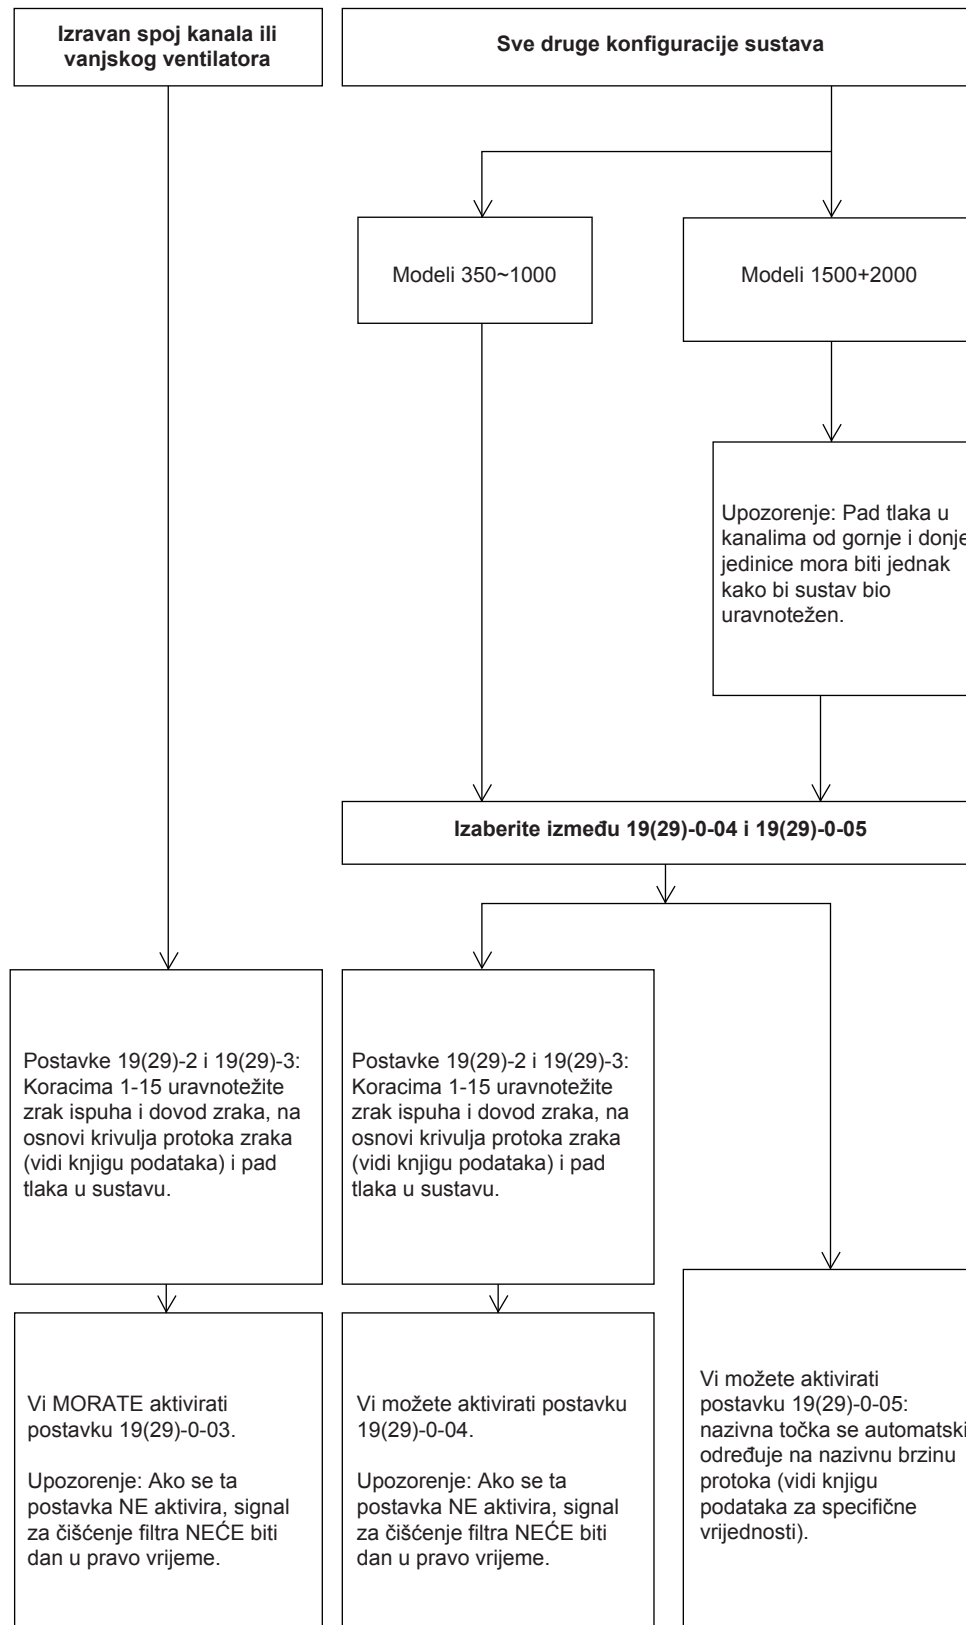 Izravan spoj kanala ili
vanjskog ventilatora
Sve druge konfiguracije sustava
Modeli 350~1000
Modeli 1500+2000
Upozorenje: Pad tlaka u
kanalima od gornje i donje
jedinice mora biti jednak
kako bi sustav bio
uravnotežen.
Izaberite između 19(29)-0-04 i 19(29)-0-05
Postavke 19(29)-2 i 19(29)-3:
Koracima 1-15 uravnotežite
zrak ispuha i dovod zraka, na
osnovi krivulja protoka zraka
(vidi knjigu podataka) i pad
tlaka u sustavu.
Postavke 19(29)-2 i 19(29)-3:
Koracima 1-15 uravnotežite
zrak ispuha i dovod zraka, na
osnovi krivulja protoka zraka
(vidi knjigu podataka) i pad
tlaka u sustavu.
Vi MORATE aktivirati
postavku 19(29)-0-03.
Upozorenje: Ako se ta
postavka NE aktivira, signal
za čišćenje filtra NEĆE biti
dan u pravo vrijeme.
Vi možete aktivirati postavku
19(29)-0-04.
Upozorenje: Ako se ta
postavka NE aktivira, signal
za čišćenje filtra NEĆE biti
dan u pravo vrijeme.
Vi možete aktivirati
postavku 19(29)-0-05:
nazivna točka se automatski
određuje na nazivnu brzinu
protoka (vidi knjigu
podataka za specifične
vrijednosti).